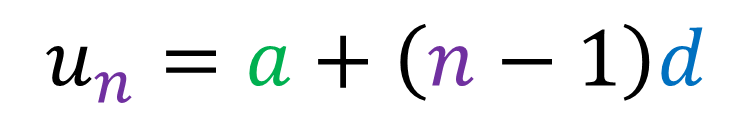 uₙ = a + (n − 1)d